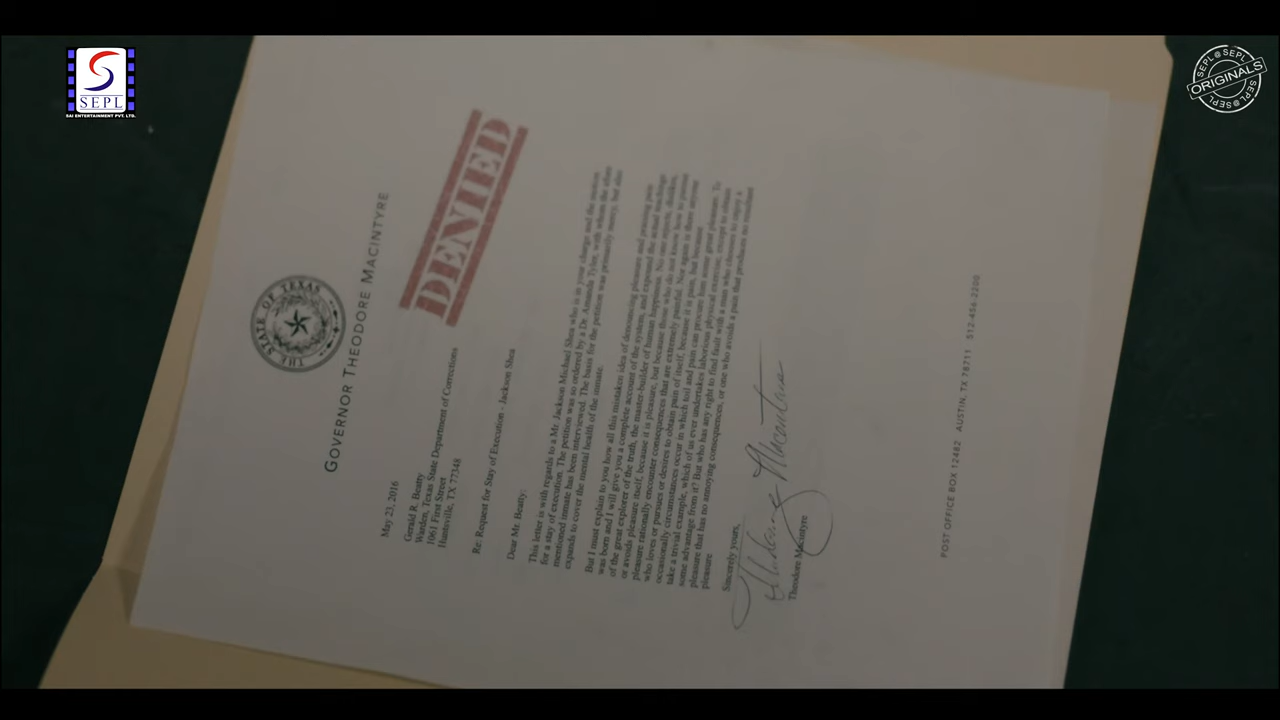 S
SEPL
SAI ENTERTAINMENT PVT. LTD.
SEPL@SEPL
ORIGINALS
SEPL@SEPL
THE STATE OF TEXAS
GOVERNOR THEODORE MACINTYRE
DENIED
May 23, 2016
Gerald R. Beatty
Warden, Texas State Department of Corrections
1061 First Street
Huntsville, TX 77348
Re: Request for Stay of Execution - Jackson Shea
Dear Mr. Beatty:
This letter is with regards to a Mr. Jackson Michael Shea who is in your charge and the motion
for a stay of execution. The petition was so ordered by a Dr. Amanda Tyler, with whom the afore
mentioned inmate has been interviewed. The basis for the petition was primarily mercy, but also
expands to cover the mental health of the inmate.
But I must explain to you how all this mistaken idea of denouncing pleasure and praising pain
was born and I will give you a complete account of the system, and expound the actual teachings
of the great explorer of the truth, the master-builder of human happiness. No one rejects, dislikes,
or avoids pleasure itself, because it is pleasure, but because those who do not know how to pursue
pleasure rationally encounter consequences that are extremely painful. Nor again is there anyone
who loves or pursues or desires to obtain pain of itself, because it is pain, but because
occasionally circumstances occur in which toil and pain can procure him some great pleasure. To
take a trivial example, which of us ever undertakes laborious physical exercise, except to obtain
some advantage from it? But who has any right to find fault with a man who chooses to enjoy a
pleasure that has no annoying consequences, or one who avoids a pain that produces no resultant
pleasure
Sincerely yours,
Theodore Macintyre
POST OFFICE BOX 12482 AUSTIN, TX 78711 512-456-2200